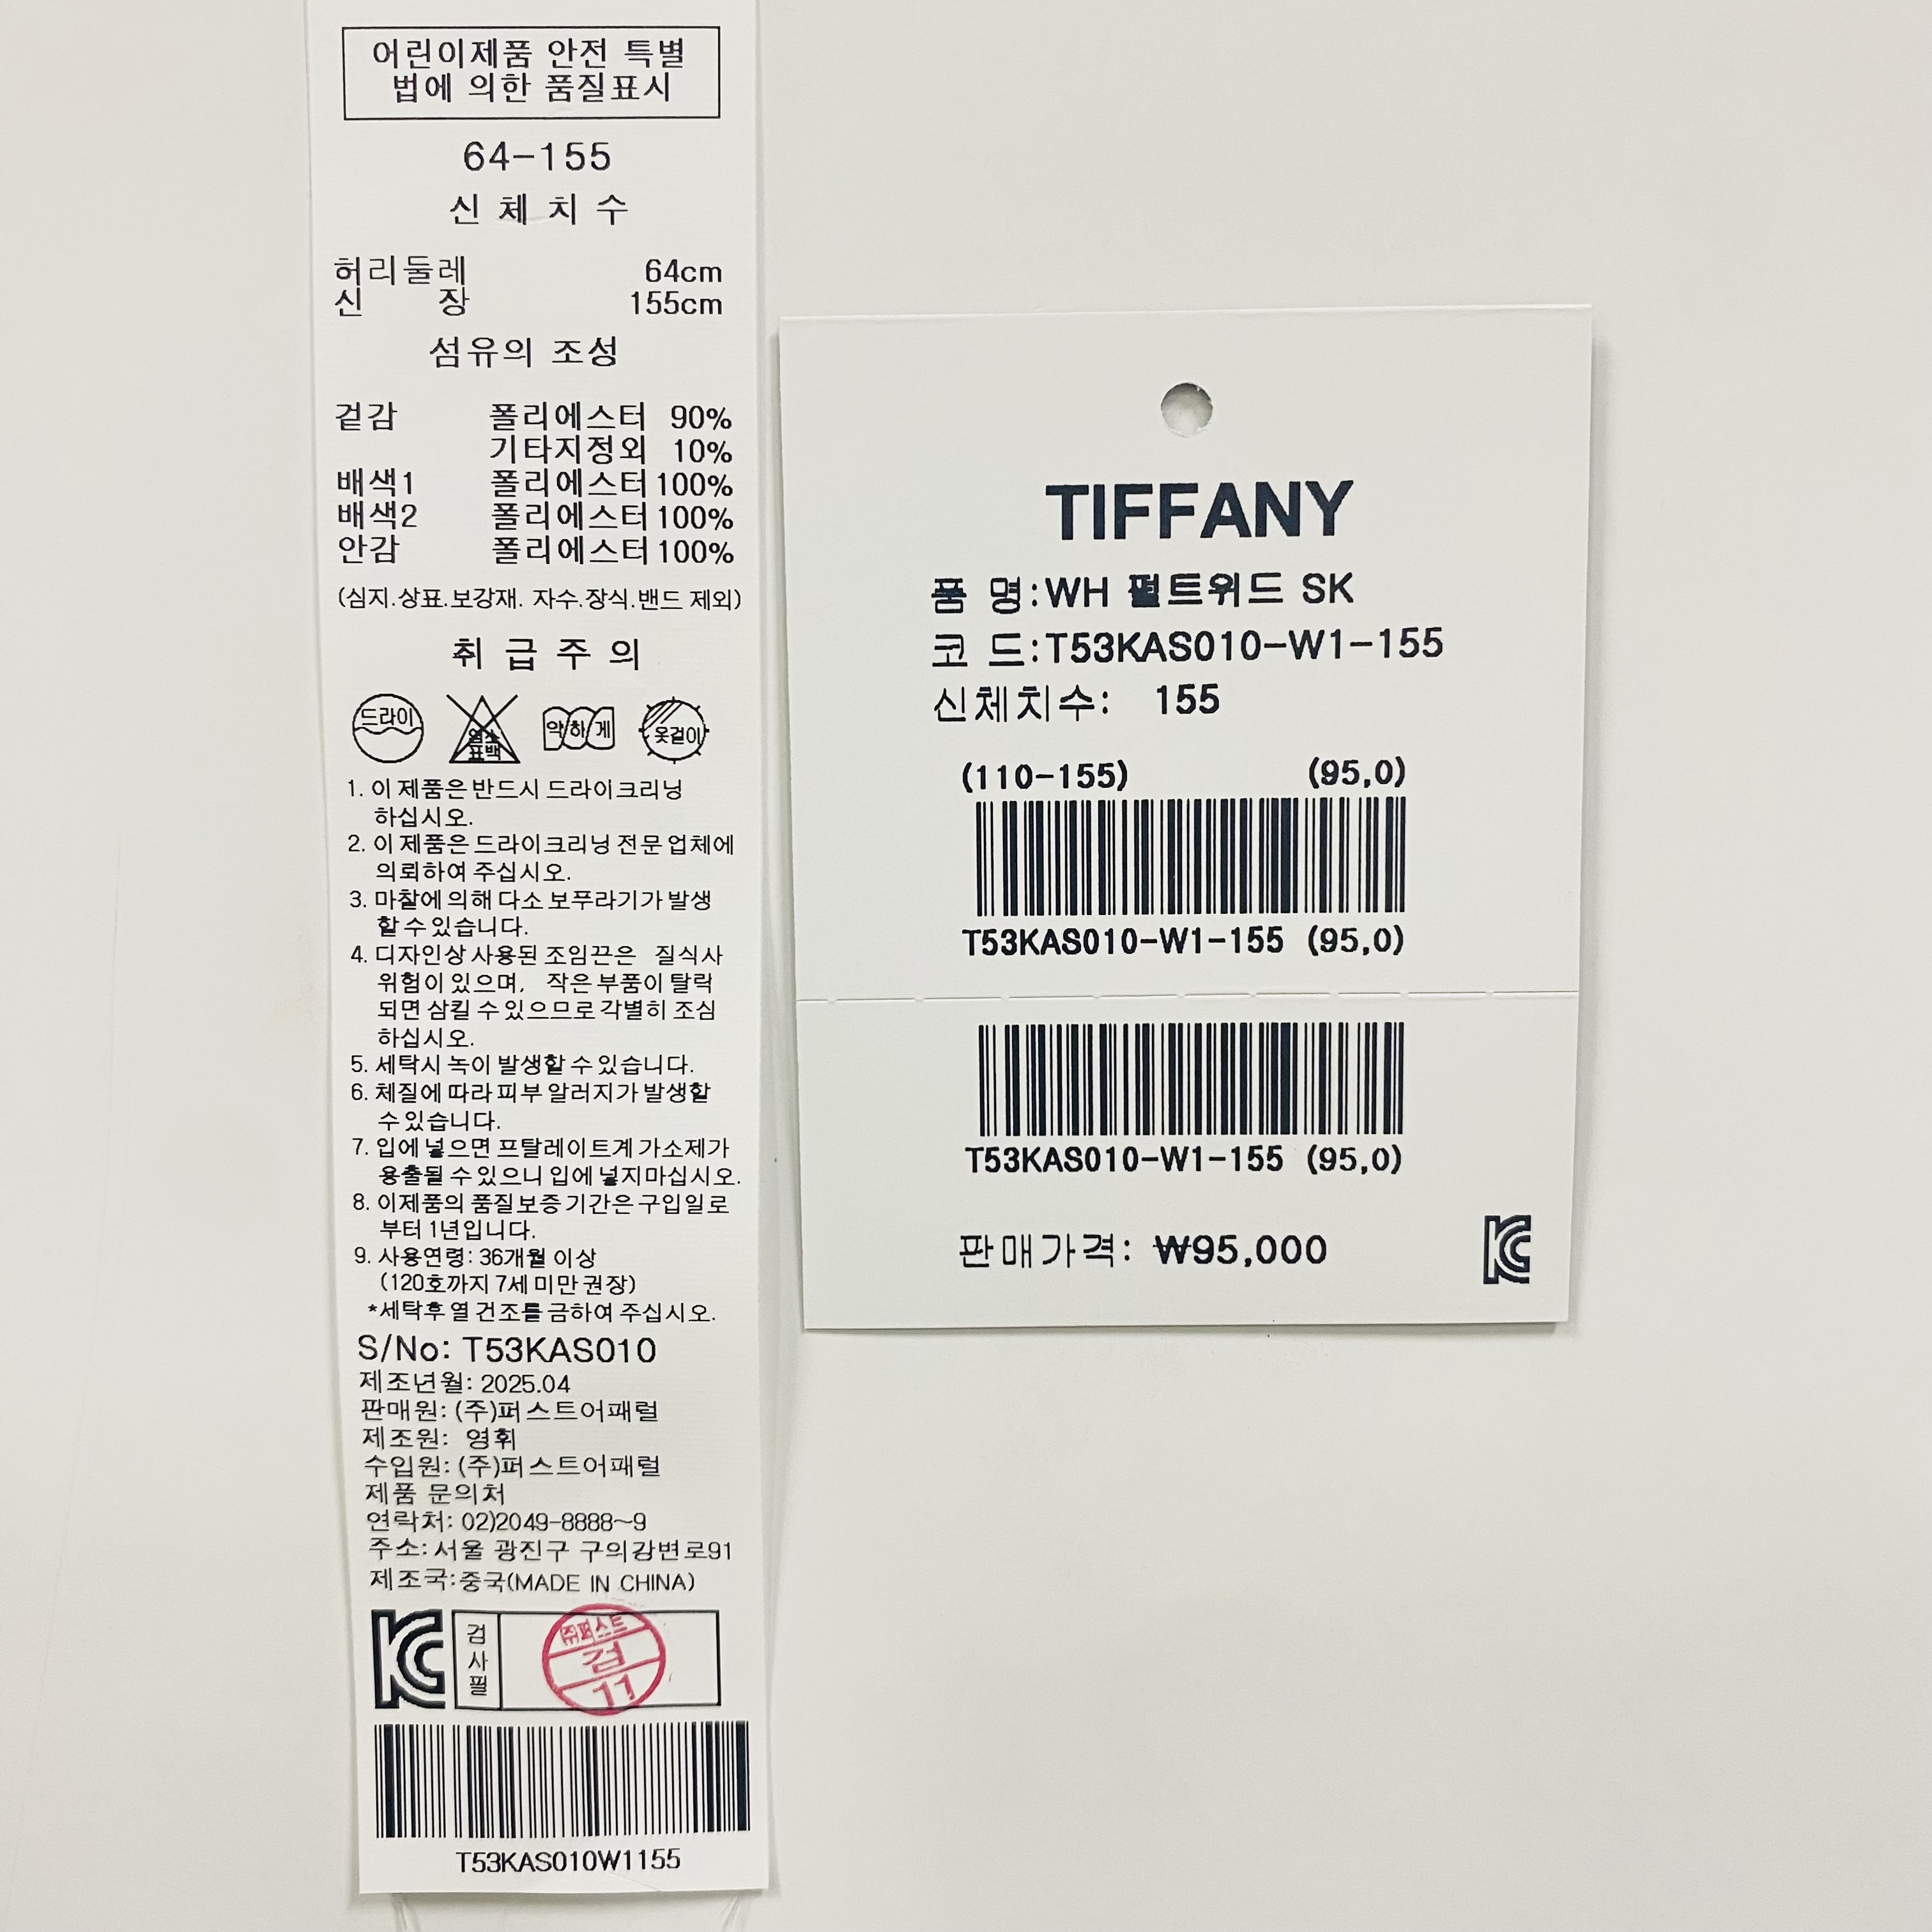 어린이제품 안전 특별
법에 의한 품질표시
64-155
신 체 치 수
허리둘레 64cm
신 장 155cm
섬유의 조성
겉감 폴리에스터 90%
기타지정외 10%
배색1 폴리에스터 100%
배색2 폴리에스터 100%
안감 폴리에스터 100%
(심지.상표.보강재. 자수.장식.밴드 제외)
취 급 주 의
드라이
염소
표백
약하게
옷걸이
1. 이 제품은 반드시 드라이크리닝
하십시오.
2. 이 제품은 드라이크리닝 전문 업체에
의뢰하여 주십시오.
3. 마찰에 의해 다소 보푸라기가 발생
할 수 있습니다.
4. 디자인상 사용된 조임끈은 질식사
위험이 있으며, 작은 부품이 탈락
되면 삼킬 수 있으므로 각별히 조심
하십시오.
5. 세탁시 녹이 발생할 수 있습니다.
6. 체질에 따라 피부 알러지가 발생할
수 있습니다.
7. 입에 넣으면 프탈레이트계 가소제가
용출될 수 있으니 입에 넣지마십시오.
8. 이제품의 품질 보증 기간은 구입일로
부터 1년입니다.
9. 사용연령: 36개월 이상
(120호까지 7세 미만 권장)
*세탁후 열 건조를 금하여 주십시오.
S/No: T53KAS010
제조년월: 2025.04
판매원: (주)퍼스트어패럴
제조원: 영휘
수입원: (주)퍼스트어패럴
제품 문의처
연락처: 02)2049-8888~9
주소: 서울 광진구 구의강변로91
제조국:중국(MADE IN CHINA)
KC
검사필
㈜퍼스트
검
11
T53KAS010W1155
TIFFANY
품 명:WH 펄트위드 SK
코 드:T53KAS010-W1-155
신체치수: 155
(110-155) (95,0)
T53KAS010-W1-155 (95,0)
T53KAS010-W1-155 (95,0)
판매가격: ₩95,000
KC